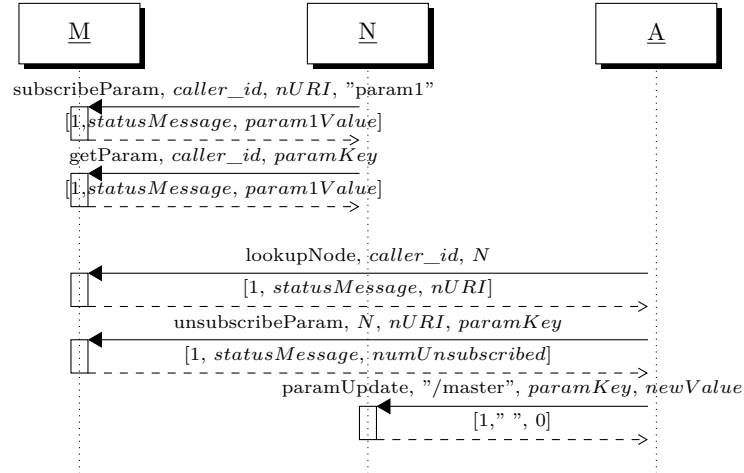 M N A
subscribeParam, caller_id, nURI, ”param1”
[1,statusMessage, param1Value]
getParam, caller_id, paramKey
[1,statusMessage, param1Value]
lookupNode, caller_id, N
[1, statusMessage, nURI]
unsubscribeParam, N, nURI, paramKey
[1, statusMessage, numUnsubscribed]
paramUpdate, ”/master”, paramKey, newValue
[1,” ”, 0]